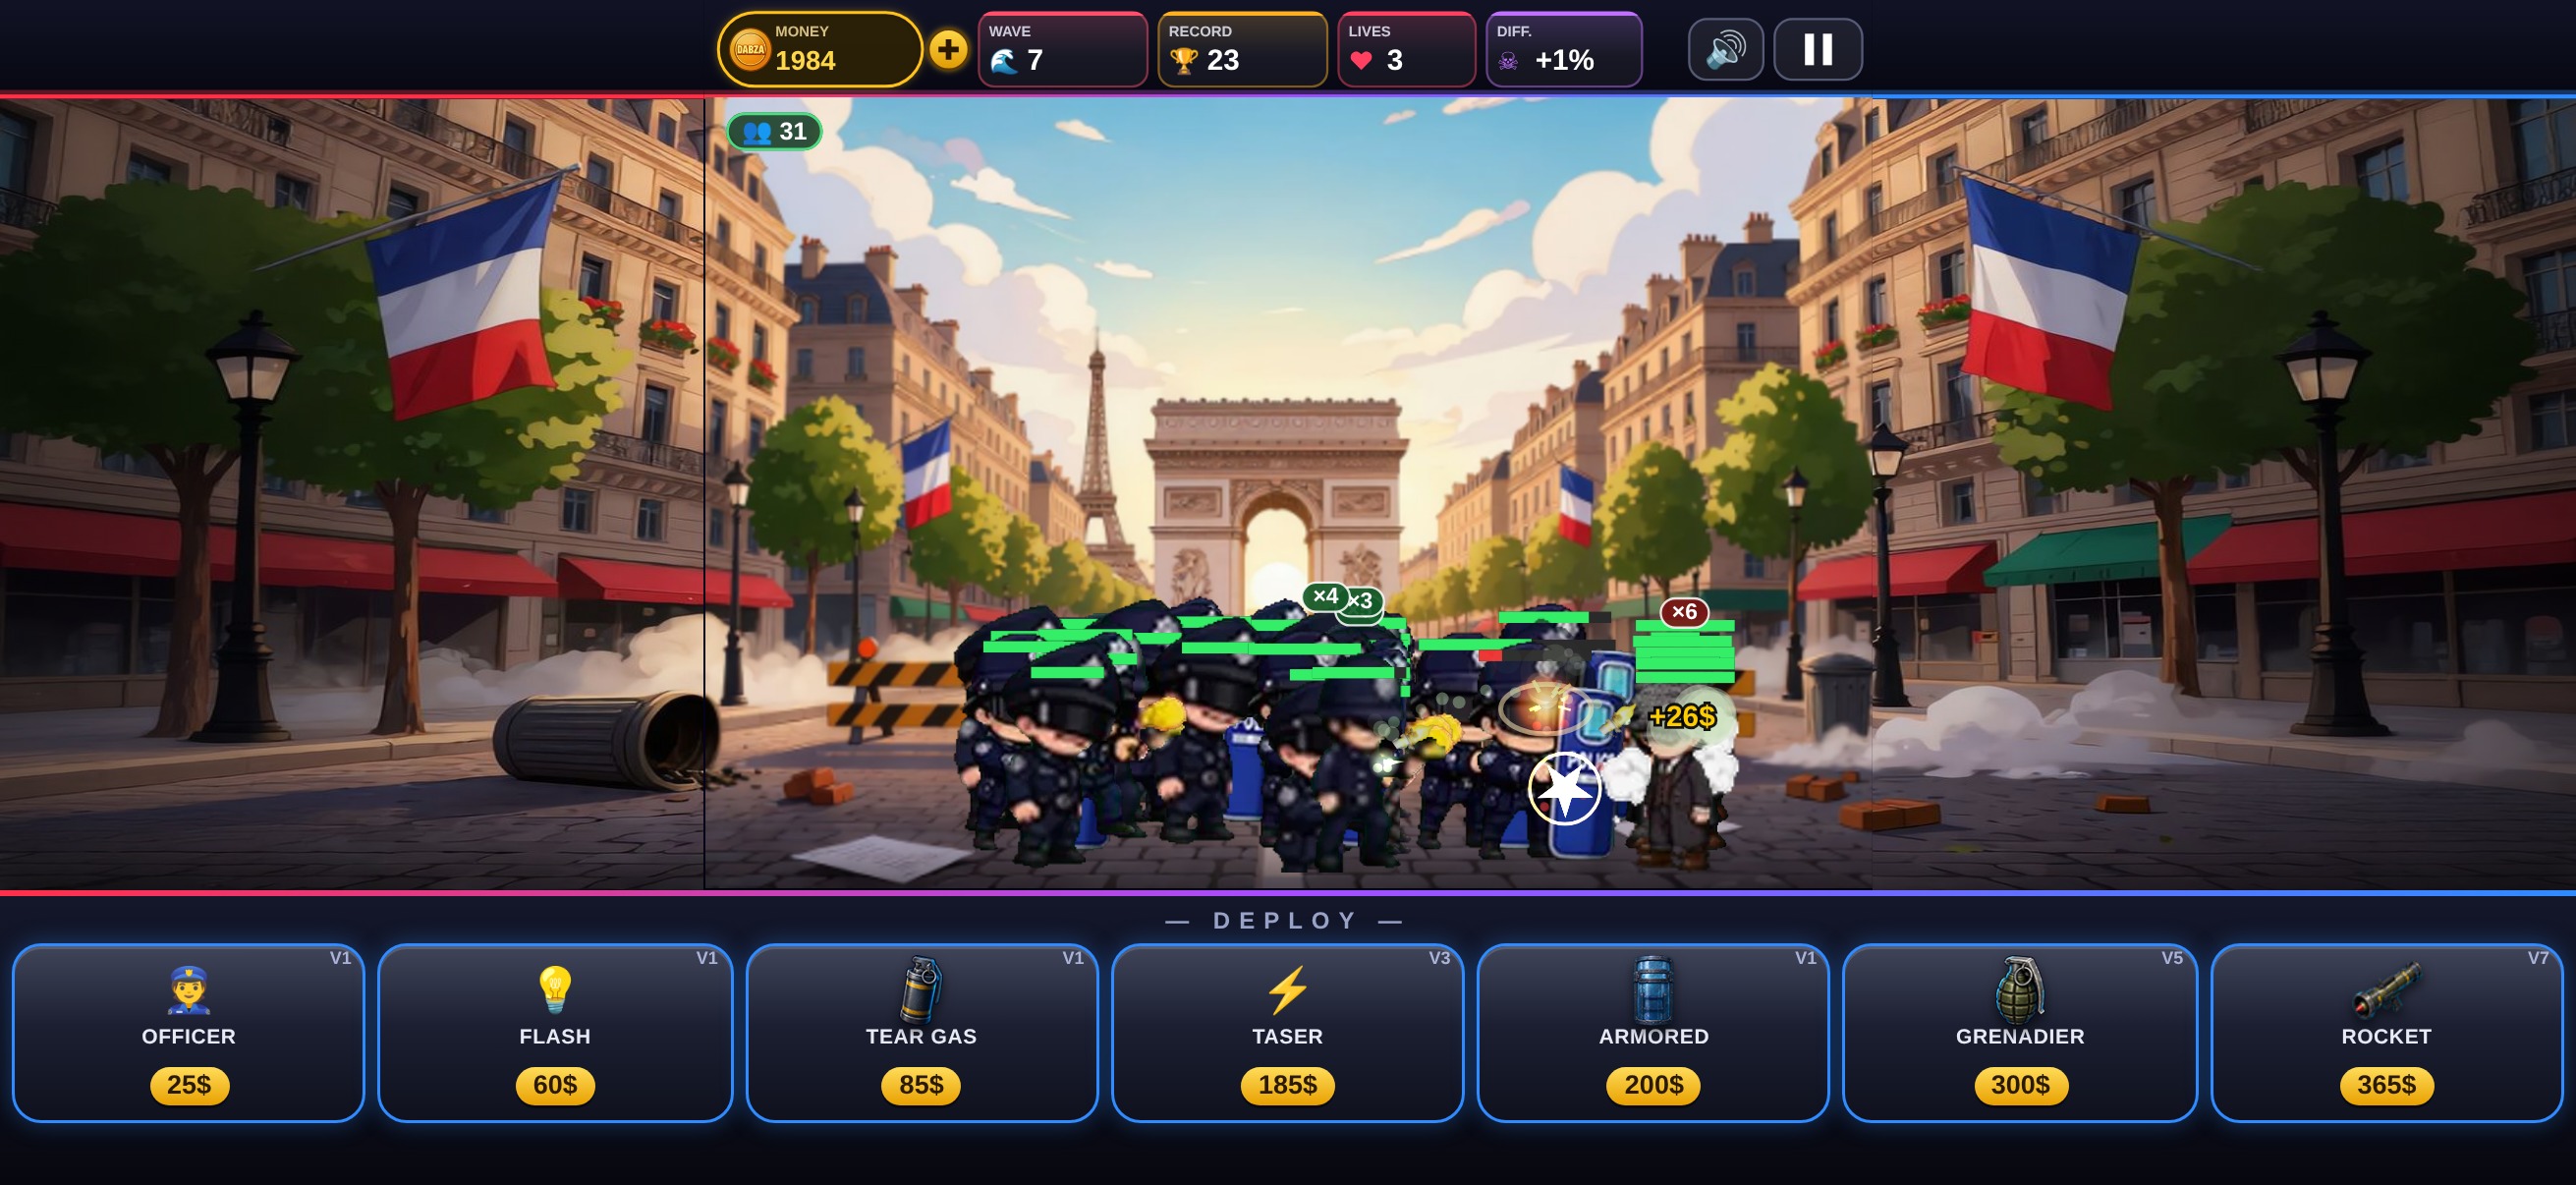 MONEY
DABZA
1984
WAVE
7
RECORD
23
LIVES
3
DIFF.
+1%
31
×4
×3
×6
+26$
— DEPLOY —
V1
OFFICER
25$
V1
FLASH
60$
V1
TEAR GAS
85$
V3
TASER
185$
V1
ARMORED
200$
V5
GRENADIER
300$
V7
ROCKET
365$